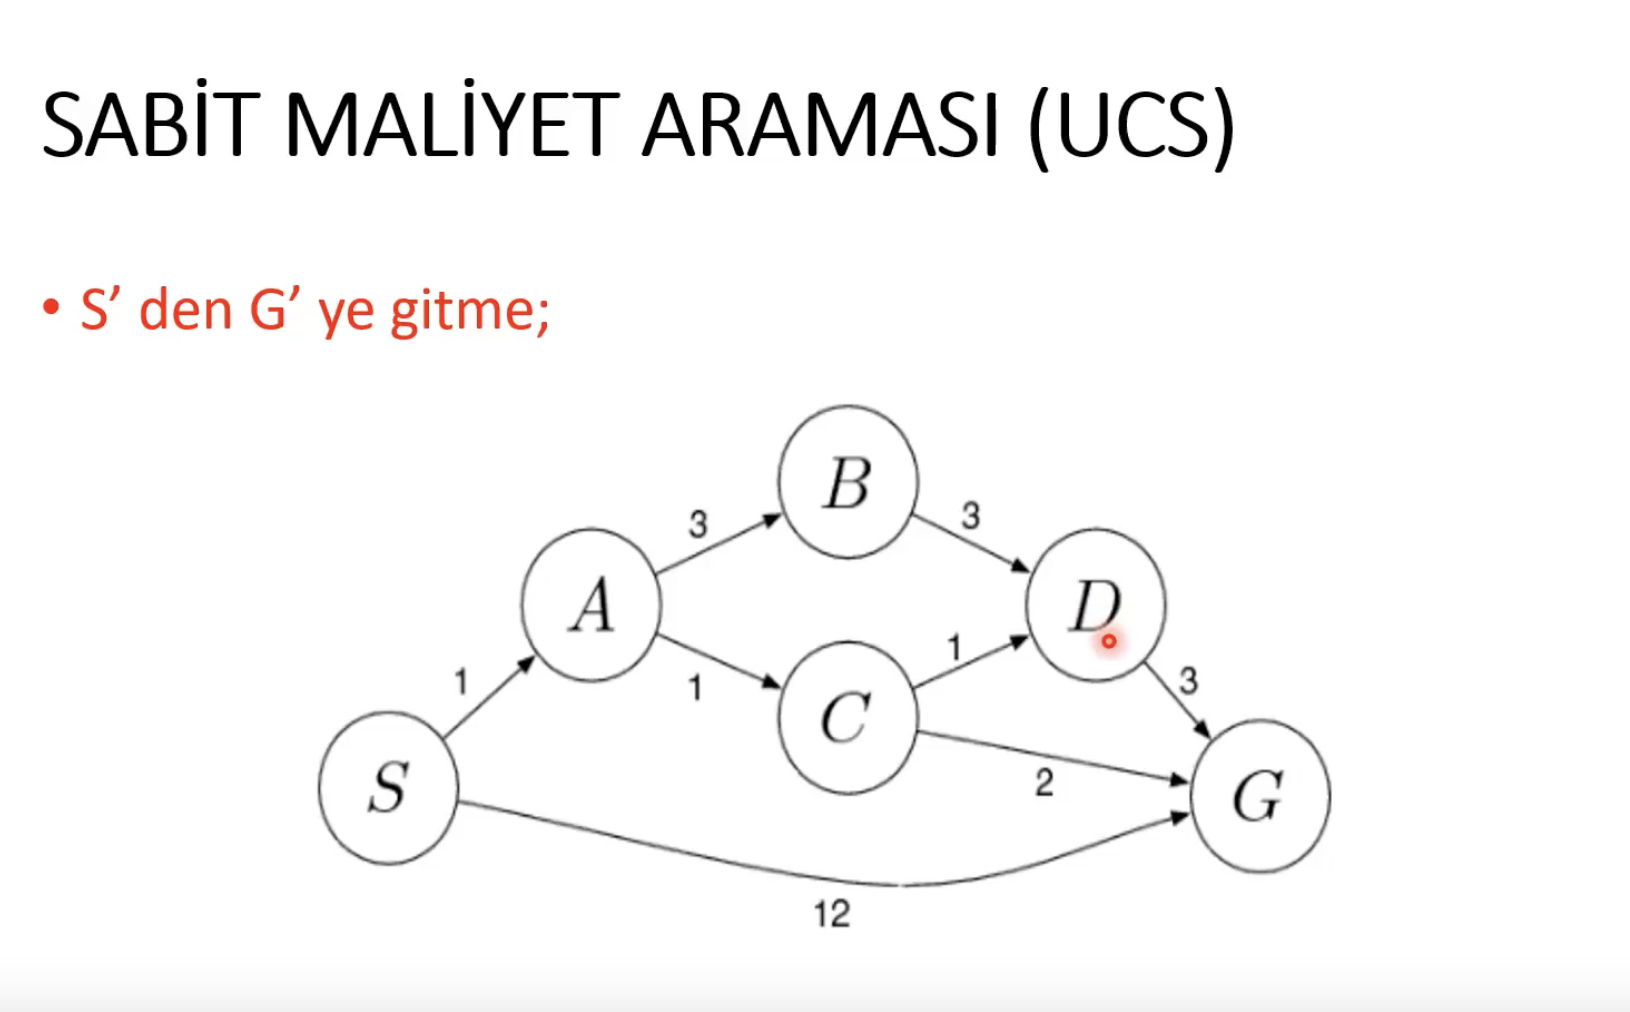 SABİT MALİYET ARAMASI (UCS)
• S’ den G’ ye gitme;
B
3
3
A
D
1
1
1
3
C
S
2
G
12